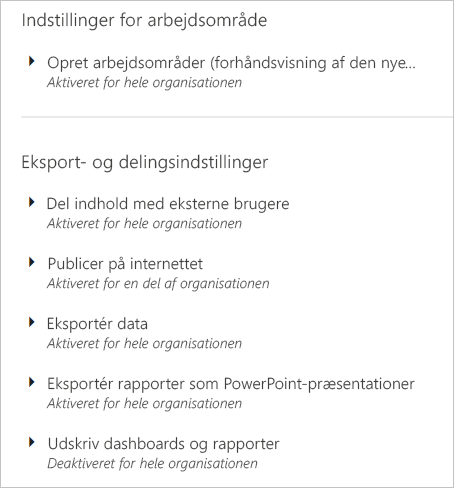 Indstillinger for arbejdsområde
Opret arbejdsområder (forhåndsvisning af den nye...
Aktiveret for hele organisationen
Eksport- og delingsindstillinger
Del indhold med eksterne brugere
Aktiveret for hele organisationen
Publicer på internettet
Aktiveret for en del af organisationen
Eksportér data
Aktiveret for hele organisationen
Eksportér rapporter som PowerPoint-præsentationer
Aktiveret for hele organisationen
Udskriv dashboards og rapporter
Deaktiveret for hele organisationen